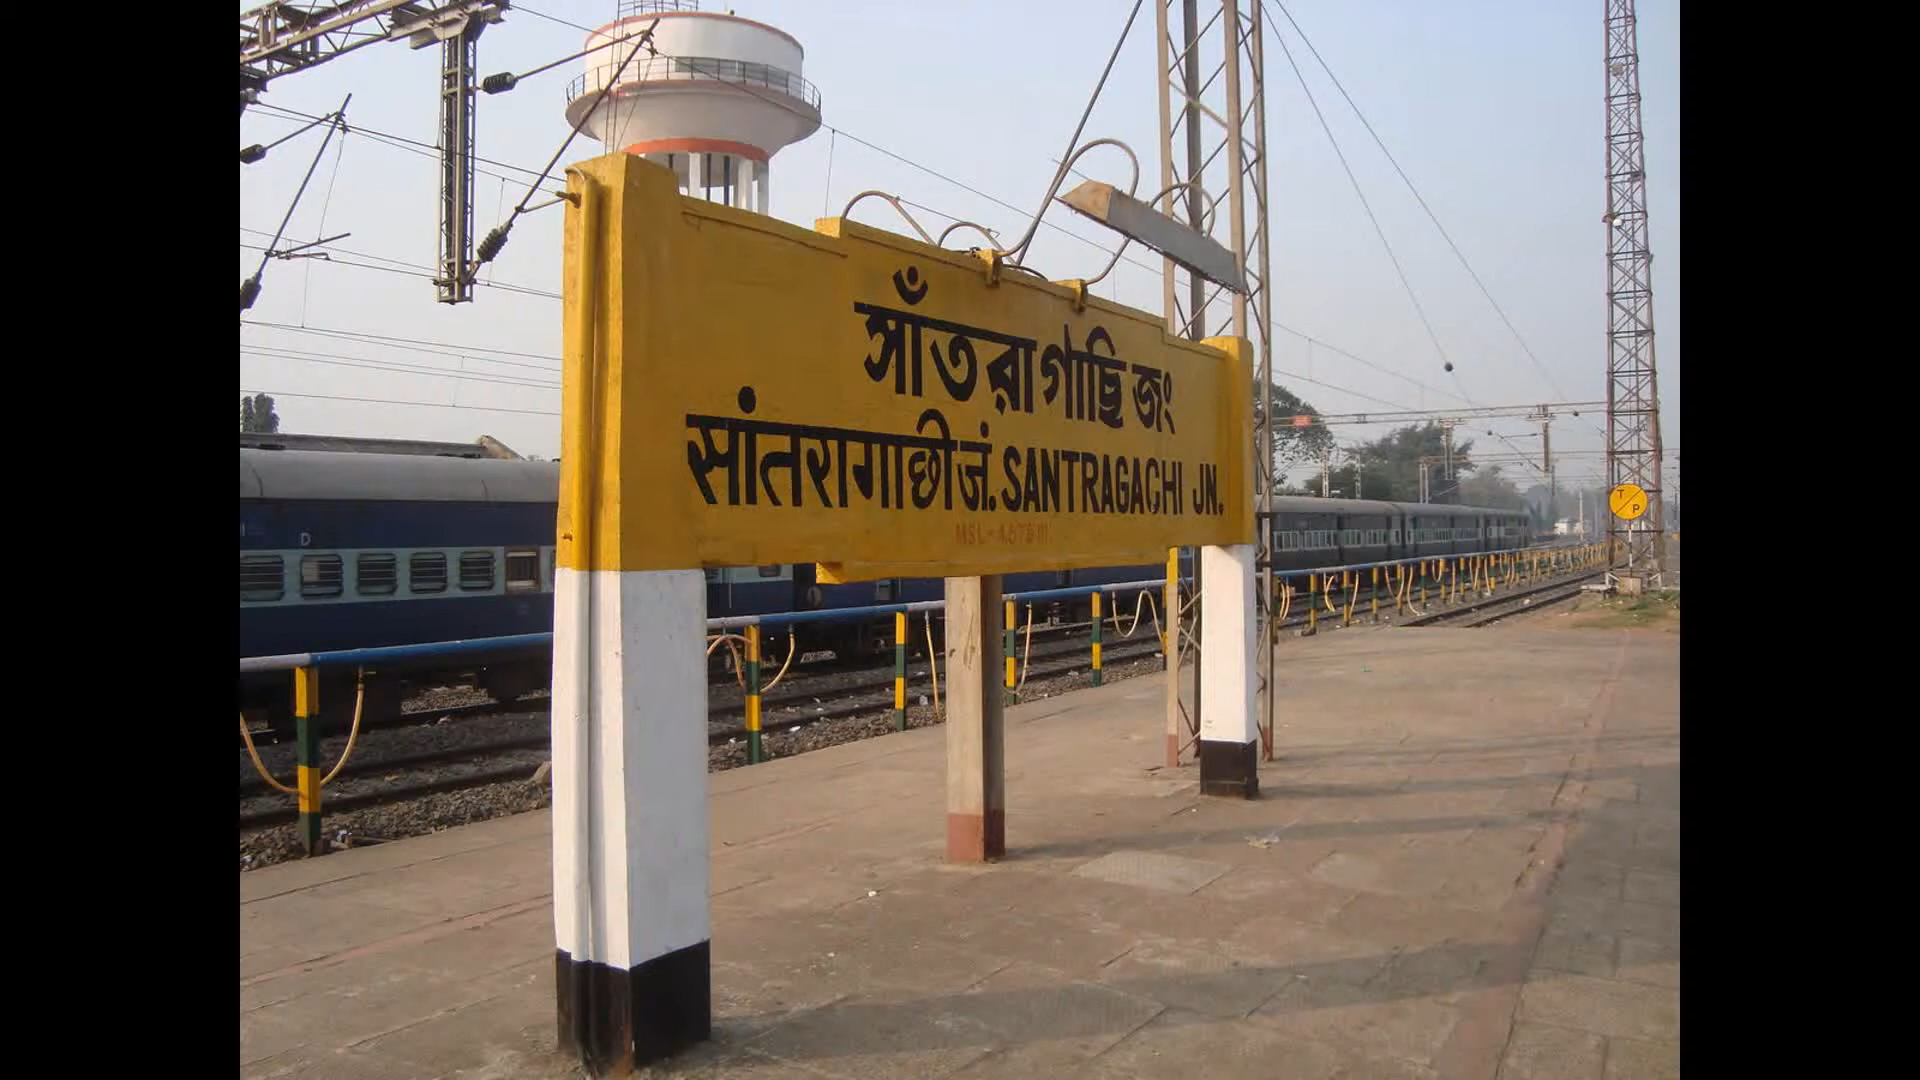 সাঁতরাগাছি জং
सांतरागाछी जं. SANTRAGACHI JN.
D
T
P